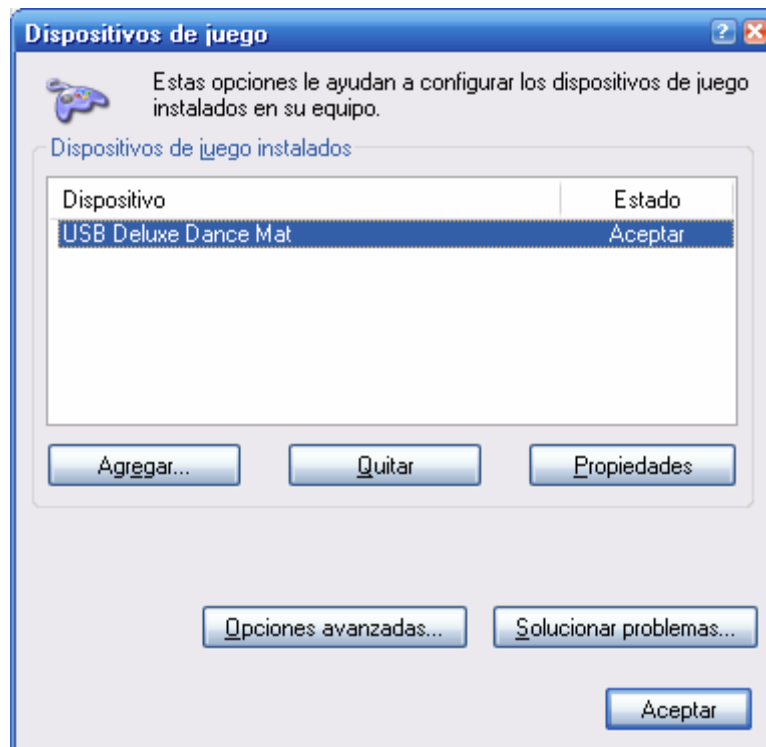 Dispositivos de juego
Estas opciones le ayudan a configurar los dispositivos de juego
instalados en su equipo.
Dispositivos de juego instalados
Dispositivo Estado
USB Deluxe Dance Mat Aceptar
Agregar... Quitar Propiedades
Opciones avanzadas... Solucionar problemas...
Aceptar